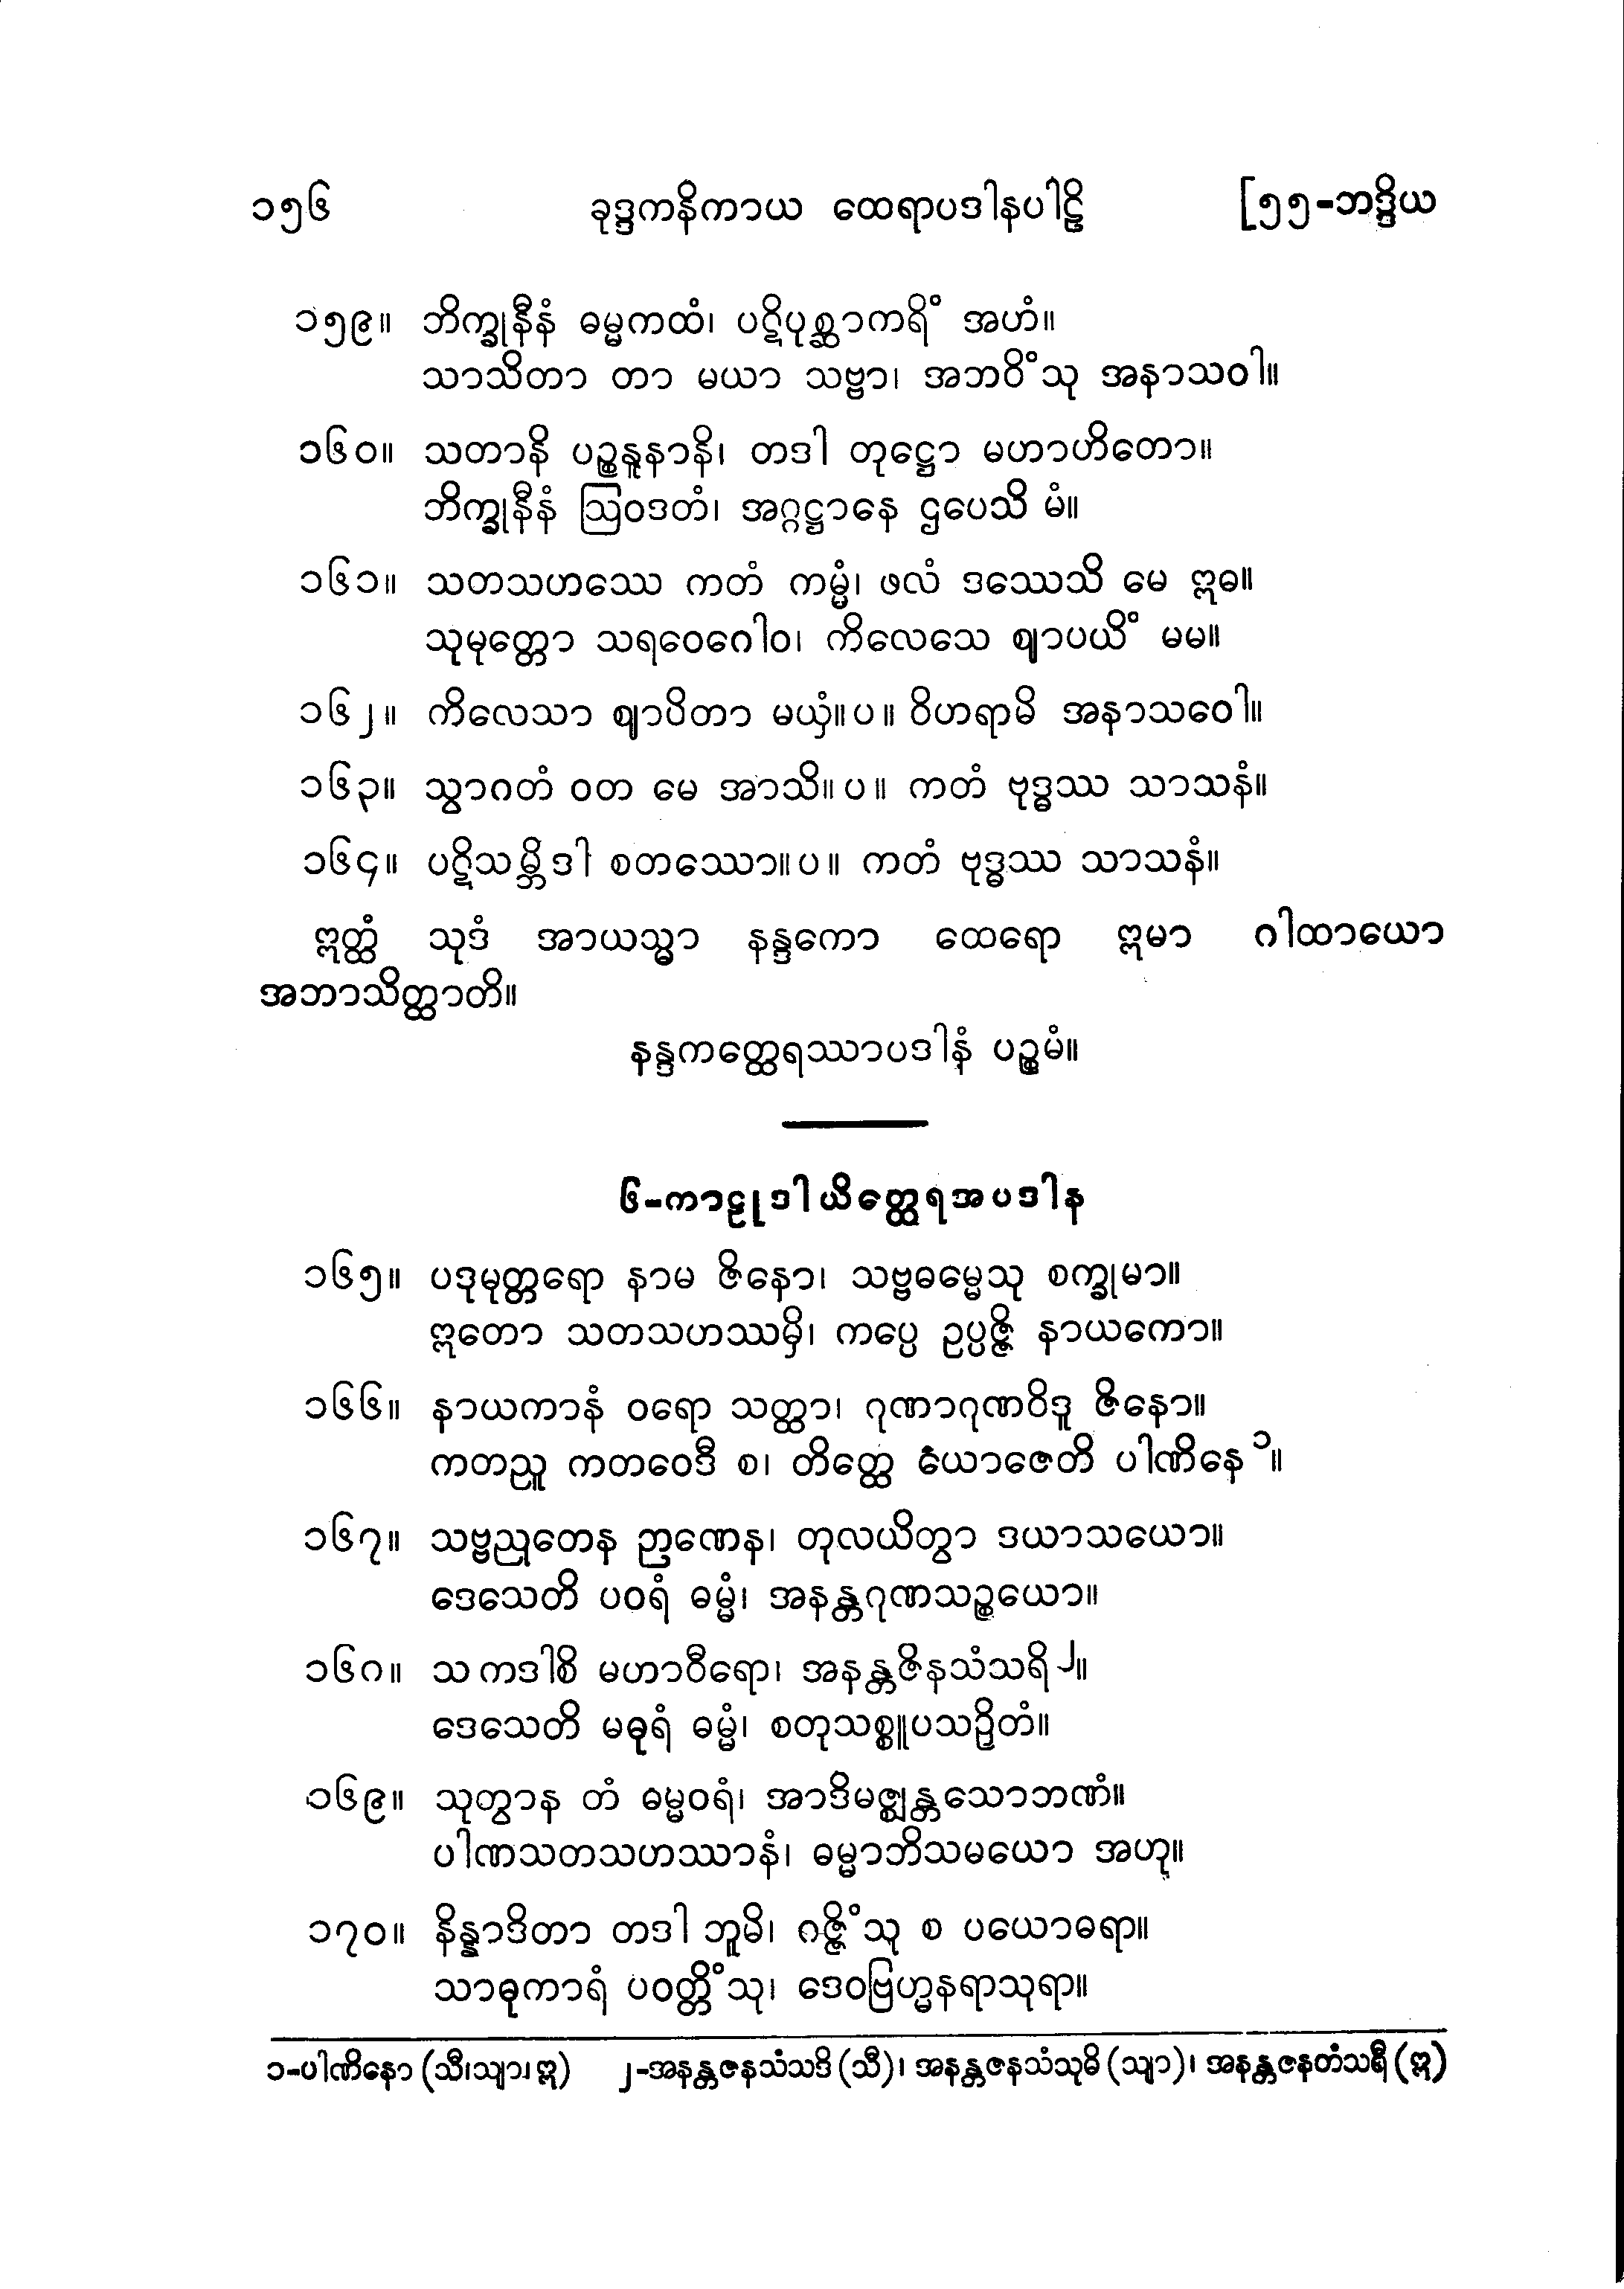 ၁၅၆ ခုဒ္ဒကနိကာယ ထေရာပဒါနပါဠိ [၅၅-ဘဒ္ဒိယ
၁၅၉။ ဘိက္ခုနီနံ ဓမ္မကထံ၊ ပဋိပုစ္ဆာကရိံ အဟံ။
သာသိတာ တာ မယာ သဗ္ဗာ၊ အဘဝိံသု အနာသဝါ။
၁၆၀။ သတာနိ ပဉ္စနူနာနိ၊ တဒါ တုဋ္ဌော မဟာဟိတော။
ဘိက္ခုနီနံ ဩဝဒတံ၊ အဂ္ဂဋ္ဌာနေ ဌပေသိ မံ။
၁၆၁။ သတသဟဿေ ကတံ ကမ္မံ၊ ဖလံ ဒဿေသိ မေ ဣဓ။
သုမုတ္တော သရဝေဂေါဝ၊ ကိလေသေ ဈာပယိံ မမ။
၁၆၂။ ကိလေသာ ဈာပိတာ မယှံ။ပ။ ဝိဟရာမိ အနာသဝေါ။
၁၆၃။ သွာဂတံ ဝတ မေ အာသိ။ပ။ ကတံ ဗုဒ္ဓဿ သာသနံ။
၁၆၄။ ပဋိသမ္ဘိဒါ စတဿော။ပ။ ကတံ ဗုဒ္ဓဿ သာသနံ။
ဣတ္ထံ သုဒံ အာယသ္မာ နန္ဒကော ထေရော ဣမာ ဂါထာယော
အဘာသိတ္ထာတိ။
နန္ဒကတ္ထေရဿာပဒါနံ ပဉ္စမံ။
၆-ကာဠုဒါယိတ္ထေရအပဒါန
၁၆၅။ ပဒုမုတ္တရော နာမ ဇိနော၊ သဗ္ဗဓမ္မေသု စက္ခုမာ။
ဣတော သတသဟဿမှိ၊ ကပ္ပေ ဥပ္ပဇ္ဇိ နာယကော။
၁၆၆။ နာယကာနံ ဝရော သတ္ထာ၊ ဂုဏာဂုဏဝိဒူ ဇိနော။
ကတညူ ကတဝေဒီ စ၊ တိတ္ထေ ယောဇေတိ ပါဏိနေ ၁။
၁၆၇။ သဗ္ဗညုတေန ဉာဏေန၊ တုလယိတွာ ဒယာသယော။
ဒေသေတိ ပဝရံ ဓမ္မံ၊ အနန္တဂုဏသဉ္စယော။
၁၆၈။ သ ကဒါစိ မဟာဝီရော၊ အနန္တဇိနသံသရိ ၂။
ဒေသေတိ မဓုရံ ဓမ္မံ၊ စတုသစ္စူပသဉှိတံ။
၁၆၉။ သုတွာန တံ ဓမ္မဝရံ၊ အာဒိမဇ္ဈန္တသောဘဏံ။
ပါဏသတသဟဿာနံ၊ ဓမ္မာဘိသမယော အဟု။
၁၇၀။ နိန္နာဒိတာ တဒါ ဘူမိ၊ ဂဇ္ဇိံသု စ ပယောဓရာ။
သာဓုကာရံ ပဝတ္တိံသု၊ ဒေဝဗြဟ္မနရာသုရာ။
၁-ပါဏိနော (သီ၊သျာ၊ဣ) ၂-အနန္တဇနသံသဒိ (သီ)၊ အနန္တဇနသံသုဓိ (သျာ)၊ အနန္တဇနတံသရီ (ဣ)